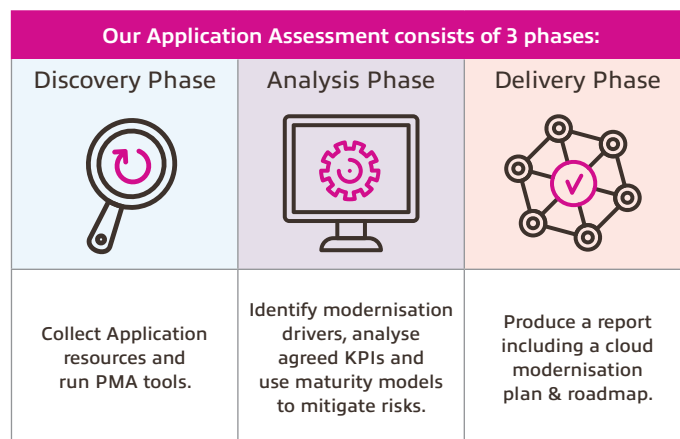 Our Application Assessment consists of 3 phases:
Discovery Phase
Analysis Phase
Delivery Phase
Collect Application
resources and
run PMA tools.
Identify modernisation
drivers, analyse
agreed KPIs and
use maturity models
to mitigate risks.
Produce a report
including a cloud
modernisation
plan & roadmap.